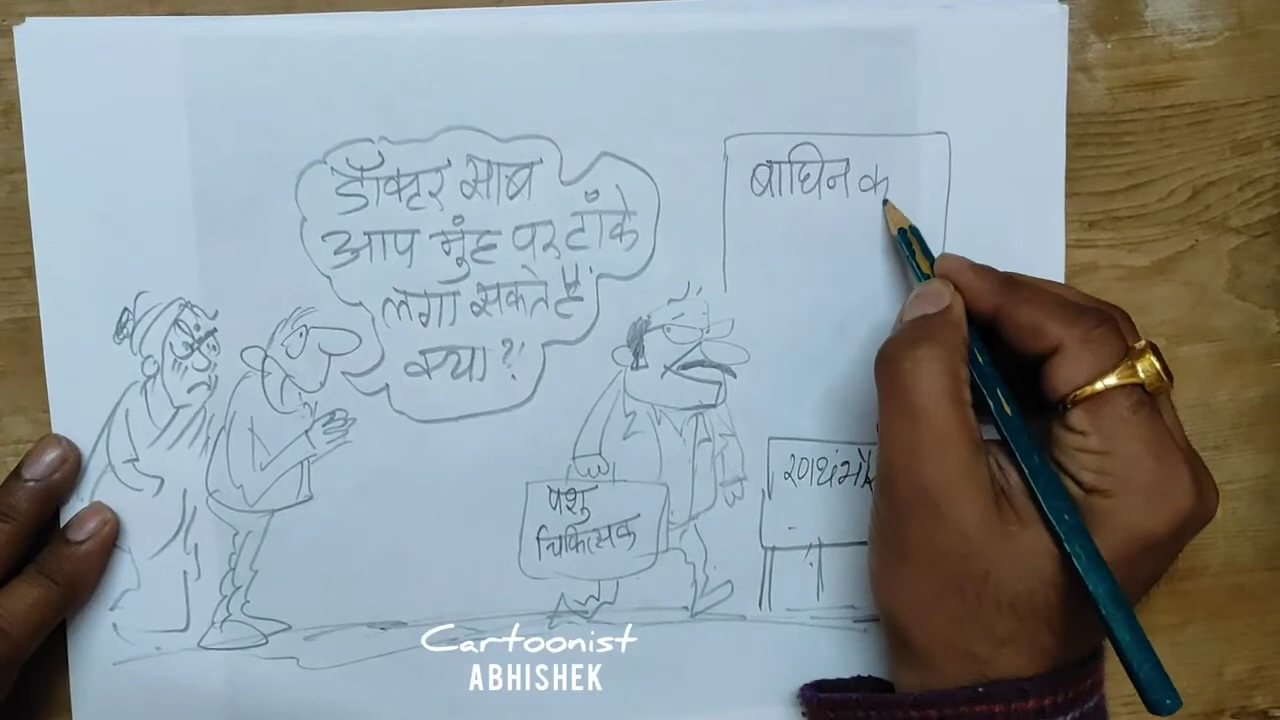 डॉक्टर साब
आप मुंह पर टांके
लगा सकते हैं
क्या?
बाघिन क
पशु
चिकित्सक
Cartoonist
ABHISHEK